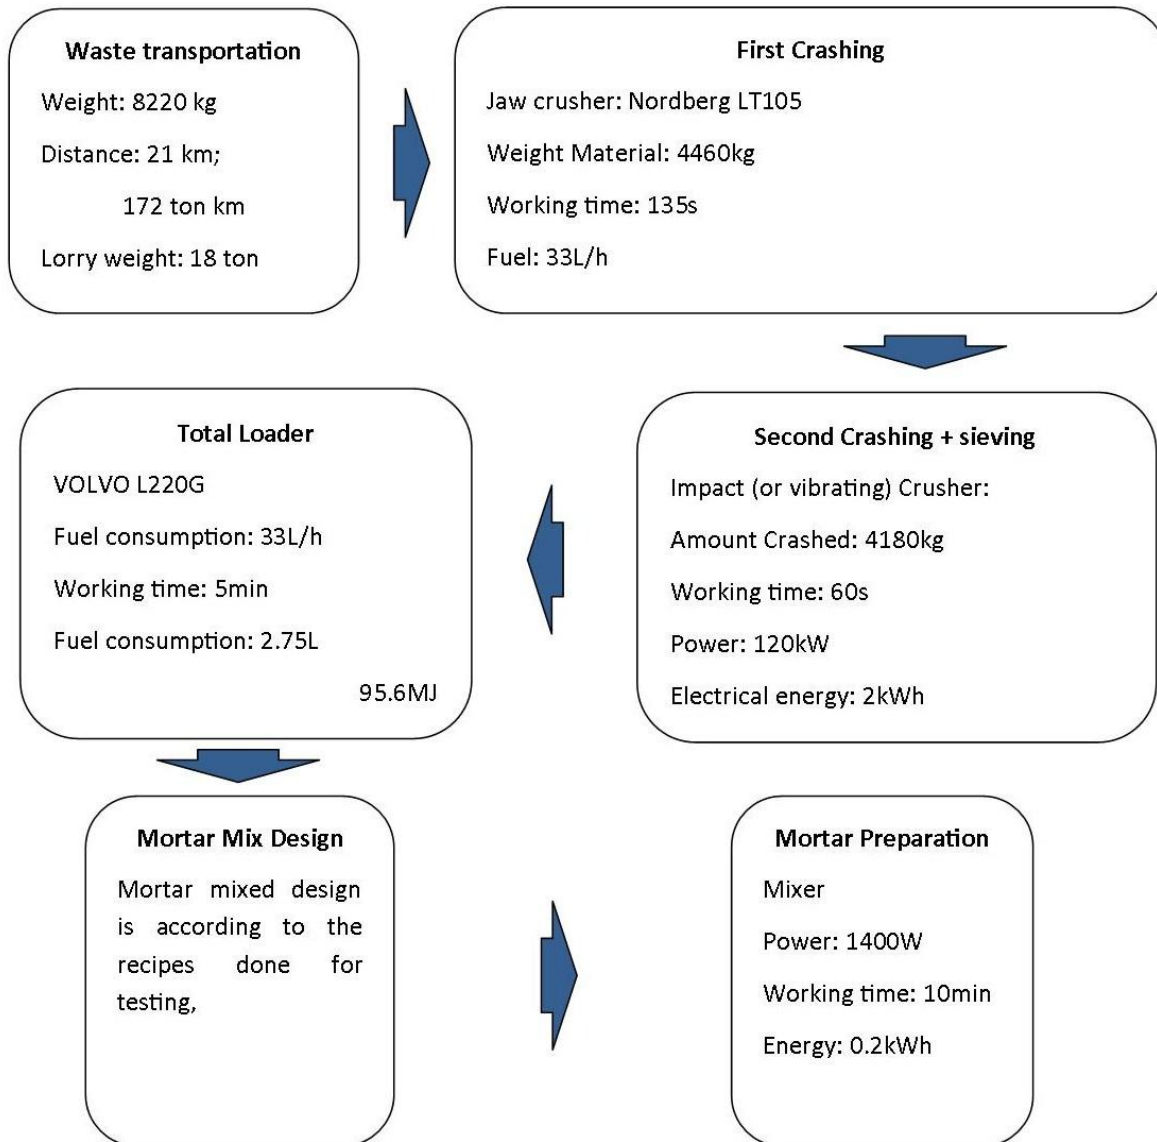 Waste transportation
Weight: 8220 kg
Distance: 21 km;
172 ton km
Lorry weight: 18 ton
First Crashing
Jaw crusher: Nordberg LT105
Weight Material: 4460kg
Working time: 135s
Fuel: 33L/h
Second Crashing + sieving
Impact (or vibrating) Crusher:
Amount Crashed: 4180kg
Working time: 60s
Power: 120kW
Electrical energy: 2kWh
Total Loader
VOLVO L220G
Fuel consumption: 33L/h
Working time: 5min
Fuel consumption: 2.75L
95.6MJ
Mortar Mix Design
Mortar mixed design
is according to the
recipes done for
testing,
Mortar Preparation
Mixer
Power: 1400W
Working time: 10min
Energy: 0.2kWh